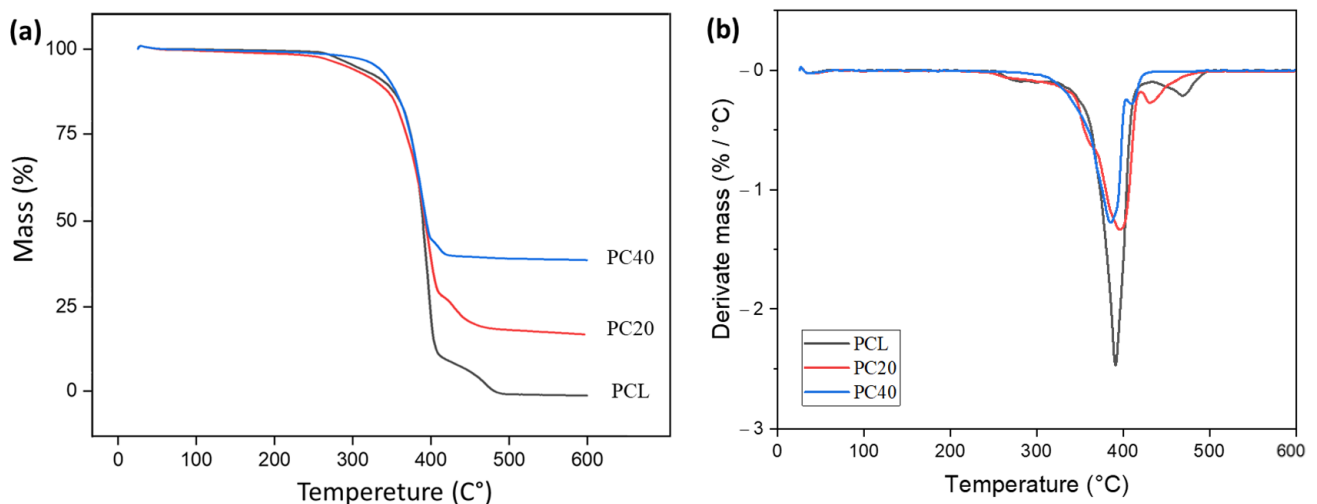 (a)
100
75
50
25
0
Mass (%)
PC40
PC20
PCL
0 100 200 300 400 500 600
Tempereture (C°)
(b)
– 0
– 1
– 2
– 3
Derivate mass (% / °C)
PCL
PC20
PC40
0 100 200 300 400 500 600
Temperature (°C)